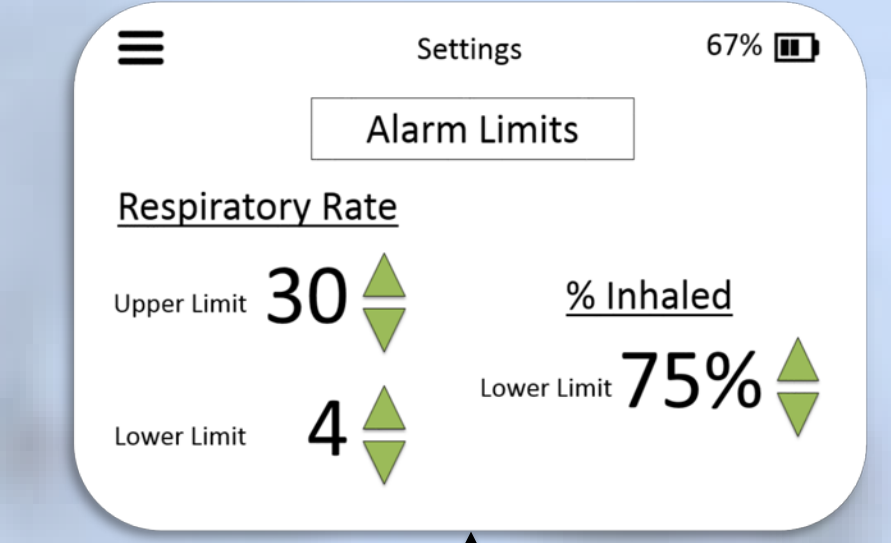 Settings
67%
Alarm Limits
Respiratory Rate
Upper Limit 30
Lower Limit 4
% Inhaled
Lower Limit 75%